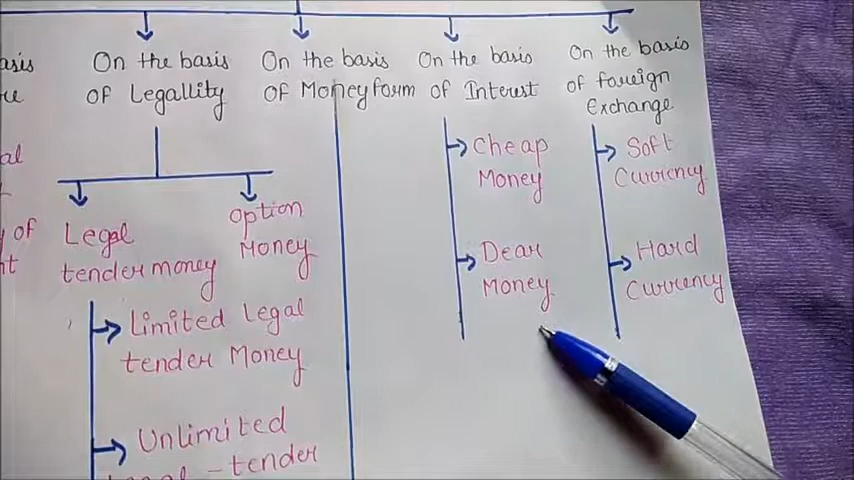 On the basis
of Legallity
Legal
tender money
Limited Legal
tender Money
Unlimited
tender
option
Money
On the basis
of Money form
On the basis
of Interest
Cheap
Money
Dear
Money
On the basis
of foreign
Exchange
Soft
Currency
Hard
Currency